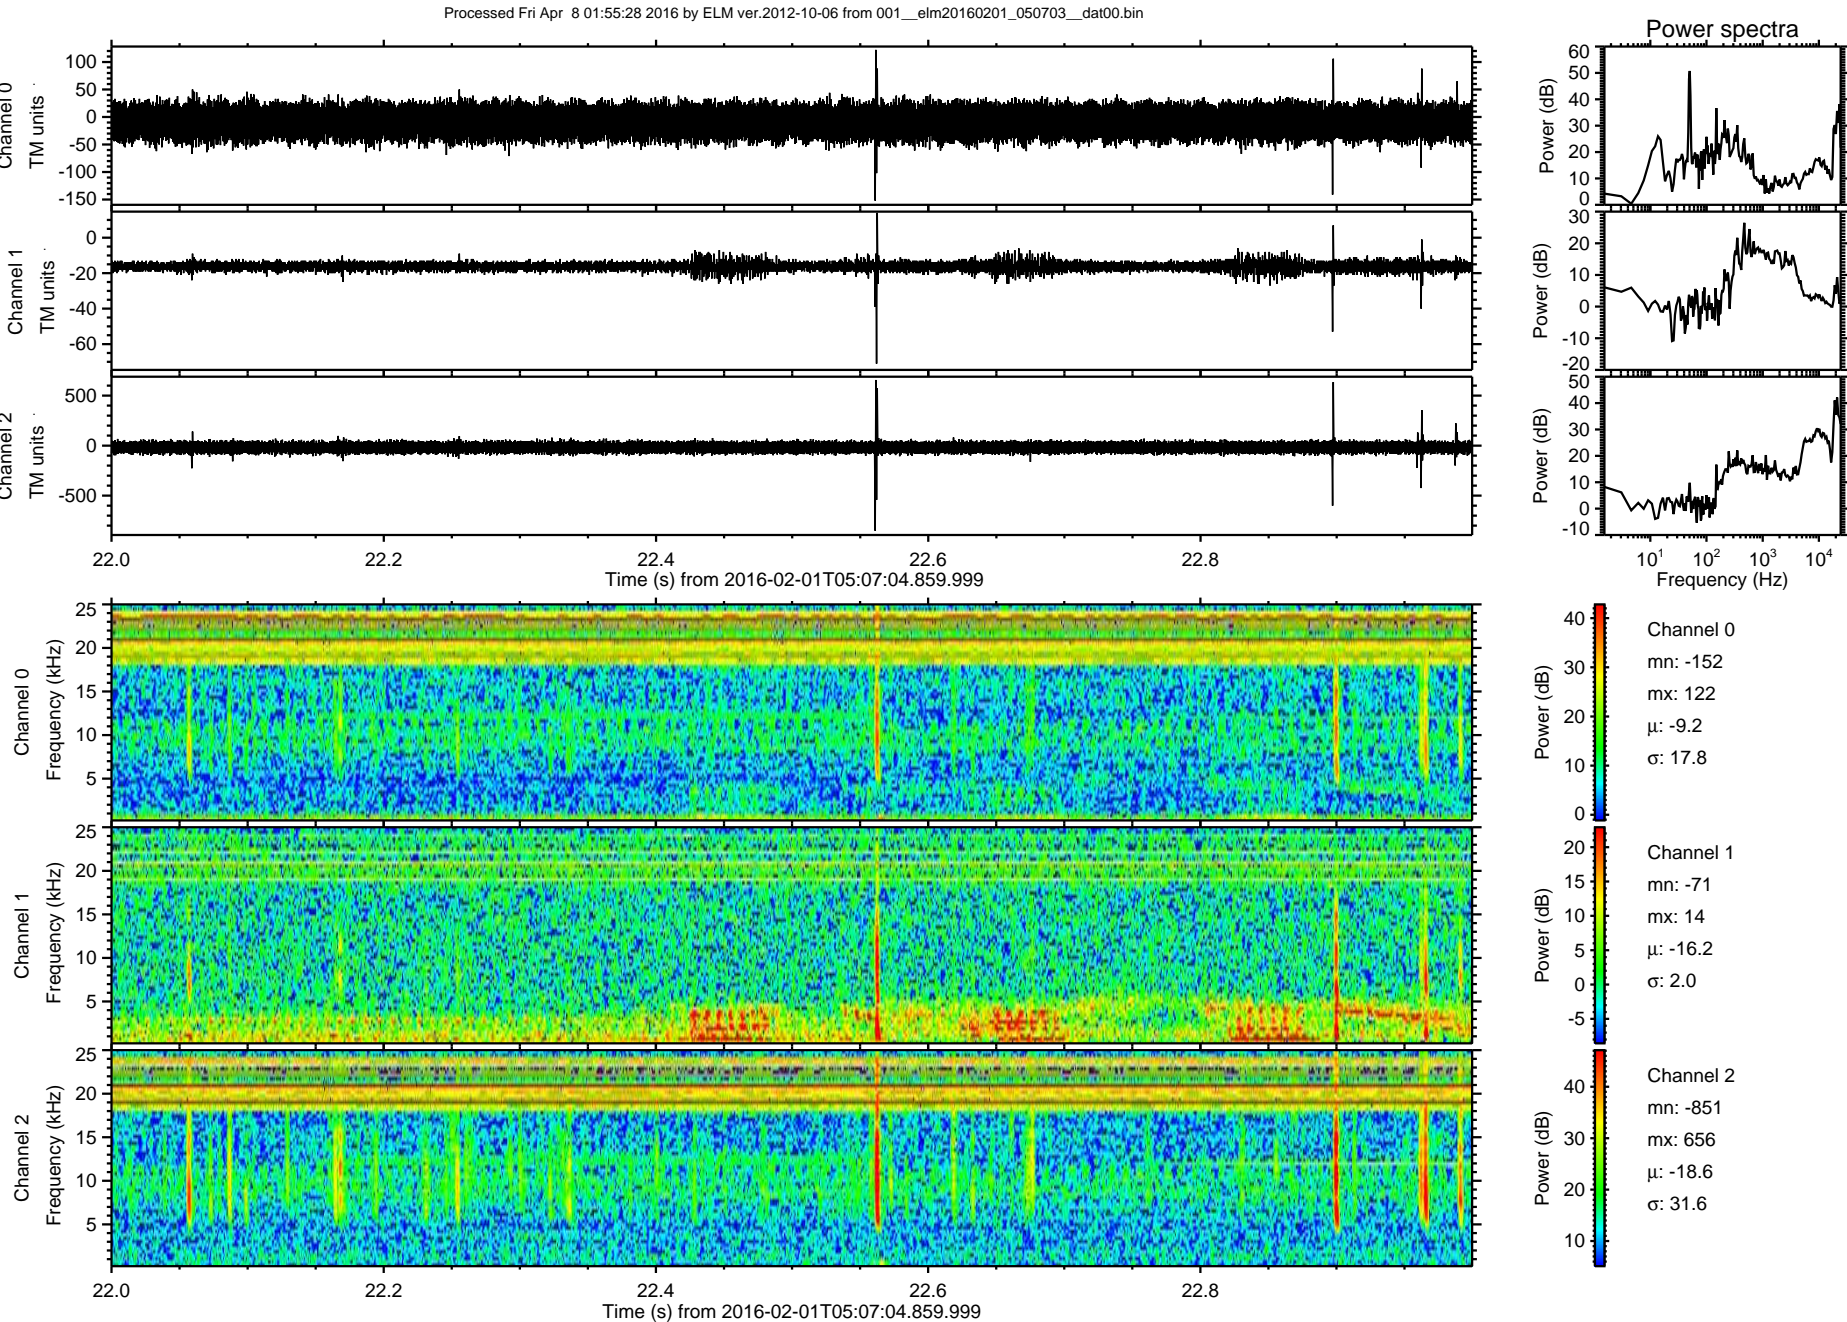 Processed Fri Apr  8 01:55:28 2016 by ELM ver.2012-10-06 from 001__elm20160201_050703__dat00.bin
Power spectra
Channel 0
TM units
100
50
0
-50
-100
-150
Power (dB)
60
50
40
30
20
10
0
Channel 1
TM units
0
-20
-40
-60
Power (dB)
30
20
10
0
-10
-20
Channel 2
TM units
500
0
-500
Power (dB)
50
40
30
20
10
0
-10
22.0 22.2 22.4 22.6 22.8
Time (s) from 2016-02-01T05:07:04.859.999
10^1 10^2 10^3 10^4
Frequency (Hz)
Channel 0
Frequency (kHz)
25
20
15
10
5
Power (dB)
40
30
20
10
0
Channel 0
mn: -152
mx: 122
μ: -9.2
σ: 17.8
Channel 1
Frequency (kHz)
25
20
15
10
5
Power (dB)
20
15
10
5
0
-5
Channel 1
mn: -71
mx: 14
μ: -16.2
σ: 2.0
Channel 2
Frequency (kHz)
25
20
15
10
5
Power (dB)
40
30
20
10
Channel 2
mn: -851
mx: 656
μ: -18.6
σ: 31.6
22.0 22.2 22.4 22.6 22.8
Time (s) from 2016-02-01T05:07:04.859.999